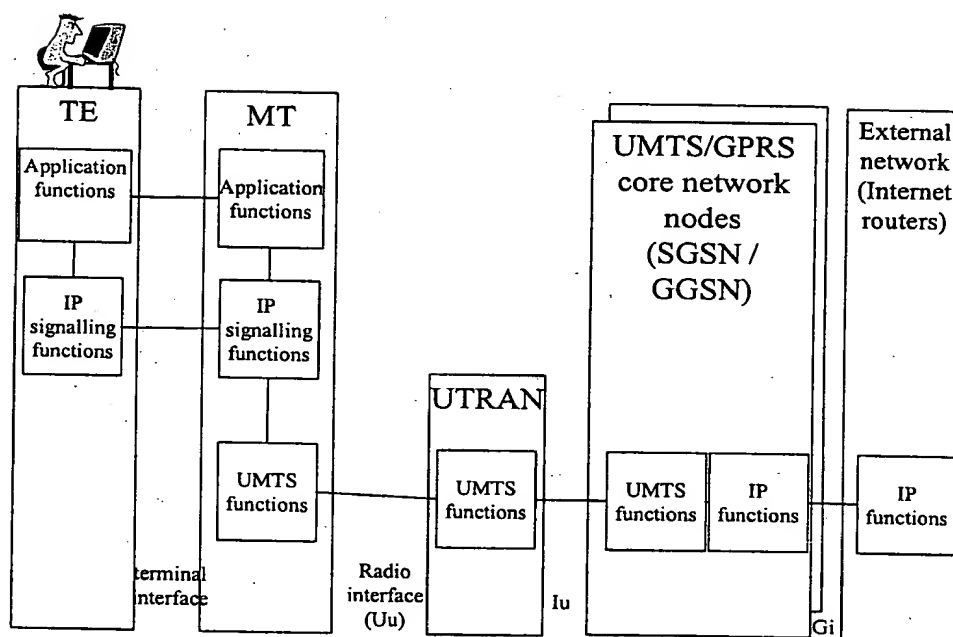 TE
Application
functions
IP
signalling
functions
terminal
interface
MT
Application
functions
IP
signalling
functions
UMTS
functions
Radio
interface
(Uu)
UTRAN
UMTS
functions
Iu
UMTS/GPRS
core network
nodes
(SGSN /
GGSN)
UMTS
functions
IP
functions
Gi
External
network
(Internet
routers)
IP
functions